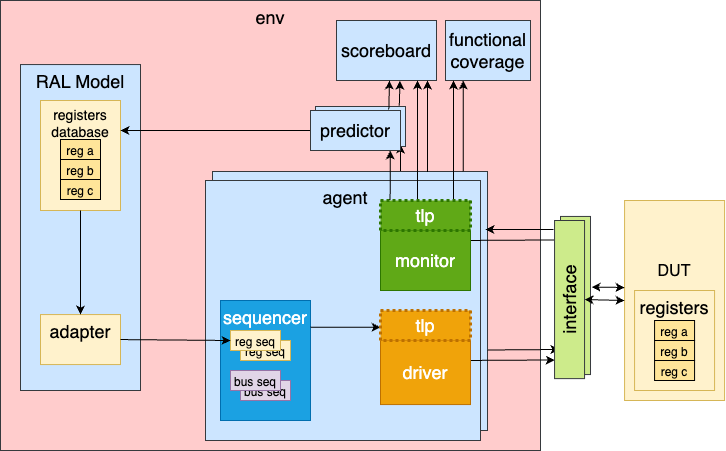 env
scoreboard
functional
coverage
RAL Model
registers
database
reg a
reg b
reg c
predictor
agent
tlp
monitor
interface
DUT
registers
reg a
reg b
reg c
adapter
sequencer
reg seq
reg seq
bus seq
bus seq
tlp
driver